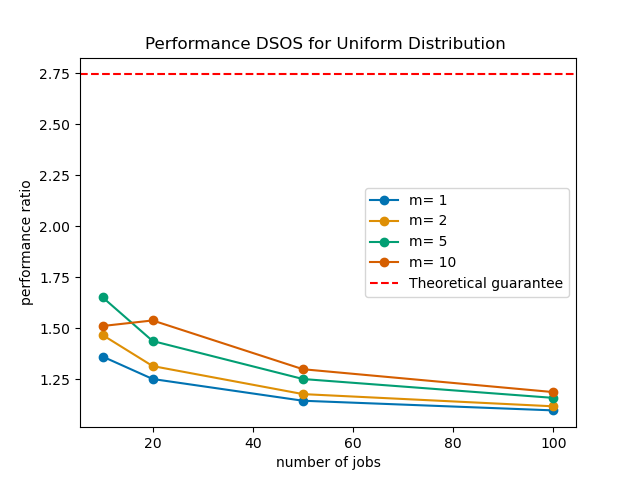 Performance DSOS for Uniform Distribution
performance ratio
2.75
2.50
2.25
2.00
1.75
1.50
1.25
m= 1
m= 2
m= 5
m= 10
Theoretical guarantee
20
40
60
80
100
number of jobs